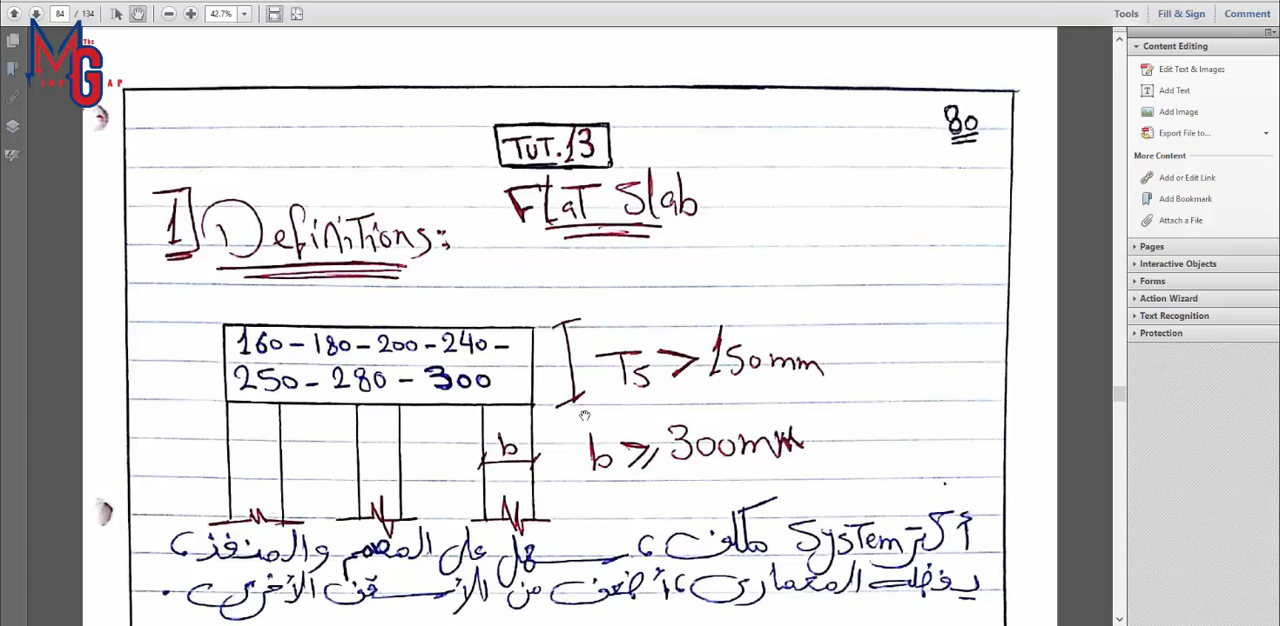 84 / 134
42.7%
Tools
Fill & Sign
Comment
The
MG
Content Editing
Edit Text & Images
Add Text
Add Image
Export File to...
More Content
Add or Edit Link
Add Bookmark
Attach a File
Pages
Interactive Objects
Forms
Action Wizard
Text Recognition
Protection
80
TUT.13
Flat Slab
1] Definitions:
160 - 180 - 200 - 240 -
250 - 280 - 300
Ts > 150mm
b
b ≥ 300mm
أكتر System مكلف، سهل على المصمم والمنفذ،
يفضله المعماري، أضعف من الأسقف الأخرى.